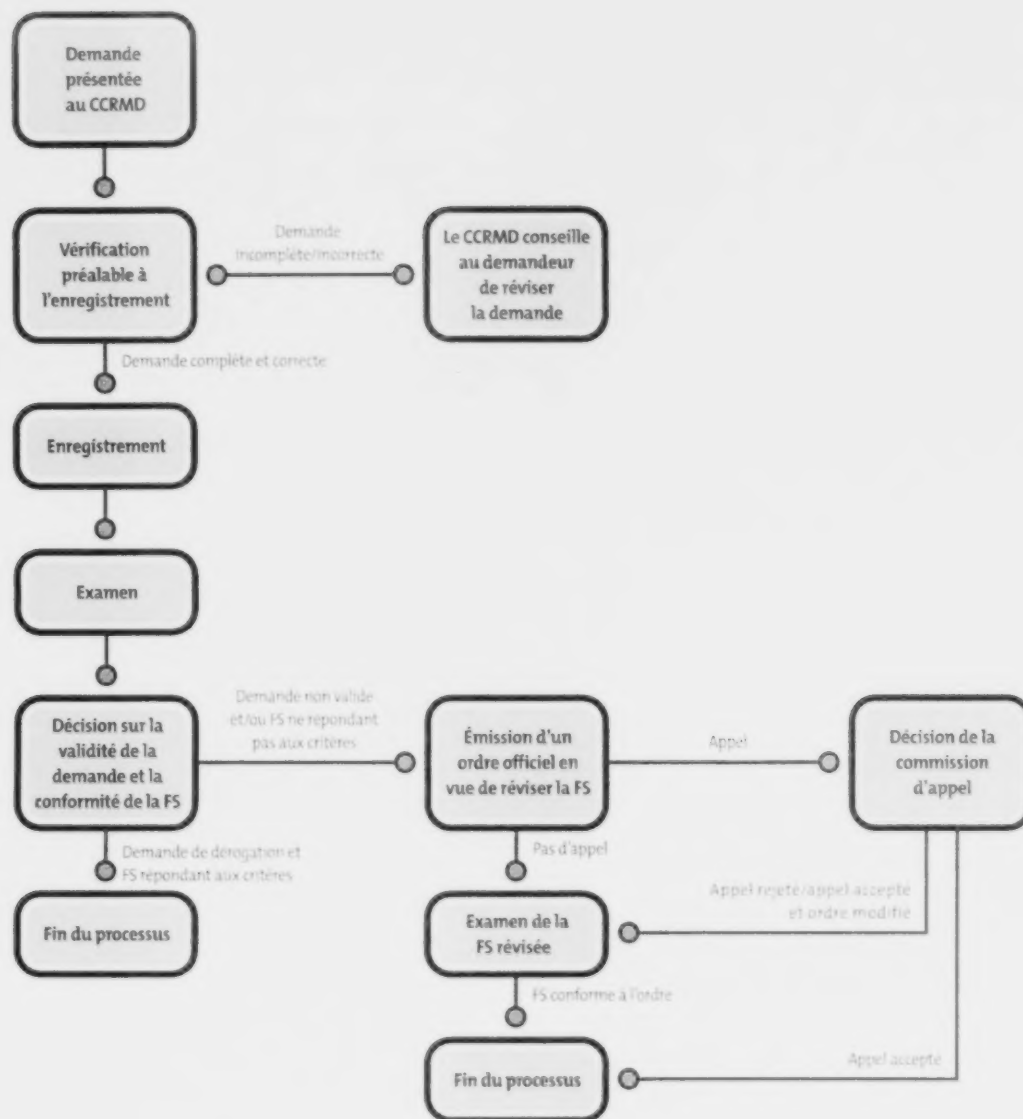 Demande
présentée
au CCRMD
Vérification
préalable à
l'enregistrement
Demande
incomplète/incorrecte
Le CCRMD conseille
au demandeur
de réviser
la demande
Demande complète et correcte
Enregistrement
Examen
Décision sur la
validité de la
demande et la
conformité de la FS
Demande non valide
et/ou FS ne répondant
pas aux critères
Émission d'un
ordre officiel en
vue de réviser la FS
Appel
Décision de la
commission
d'appel
Demande de dérogation et
FS répondant aux critères
Fin du processus
Pas d'appel
Examen de la
FS révisée
Appel rejeté/appel accepté
et ordre modifié
FS conforme à l'ordre
Fin du processus
Appel accepté